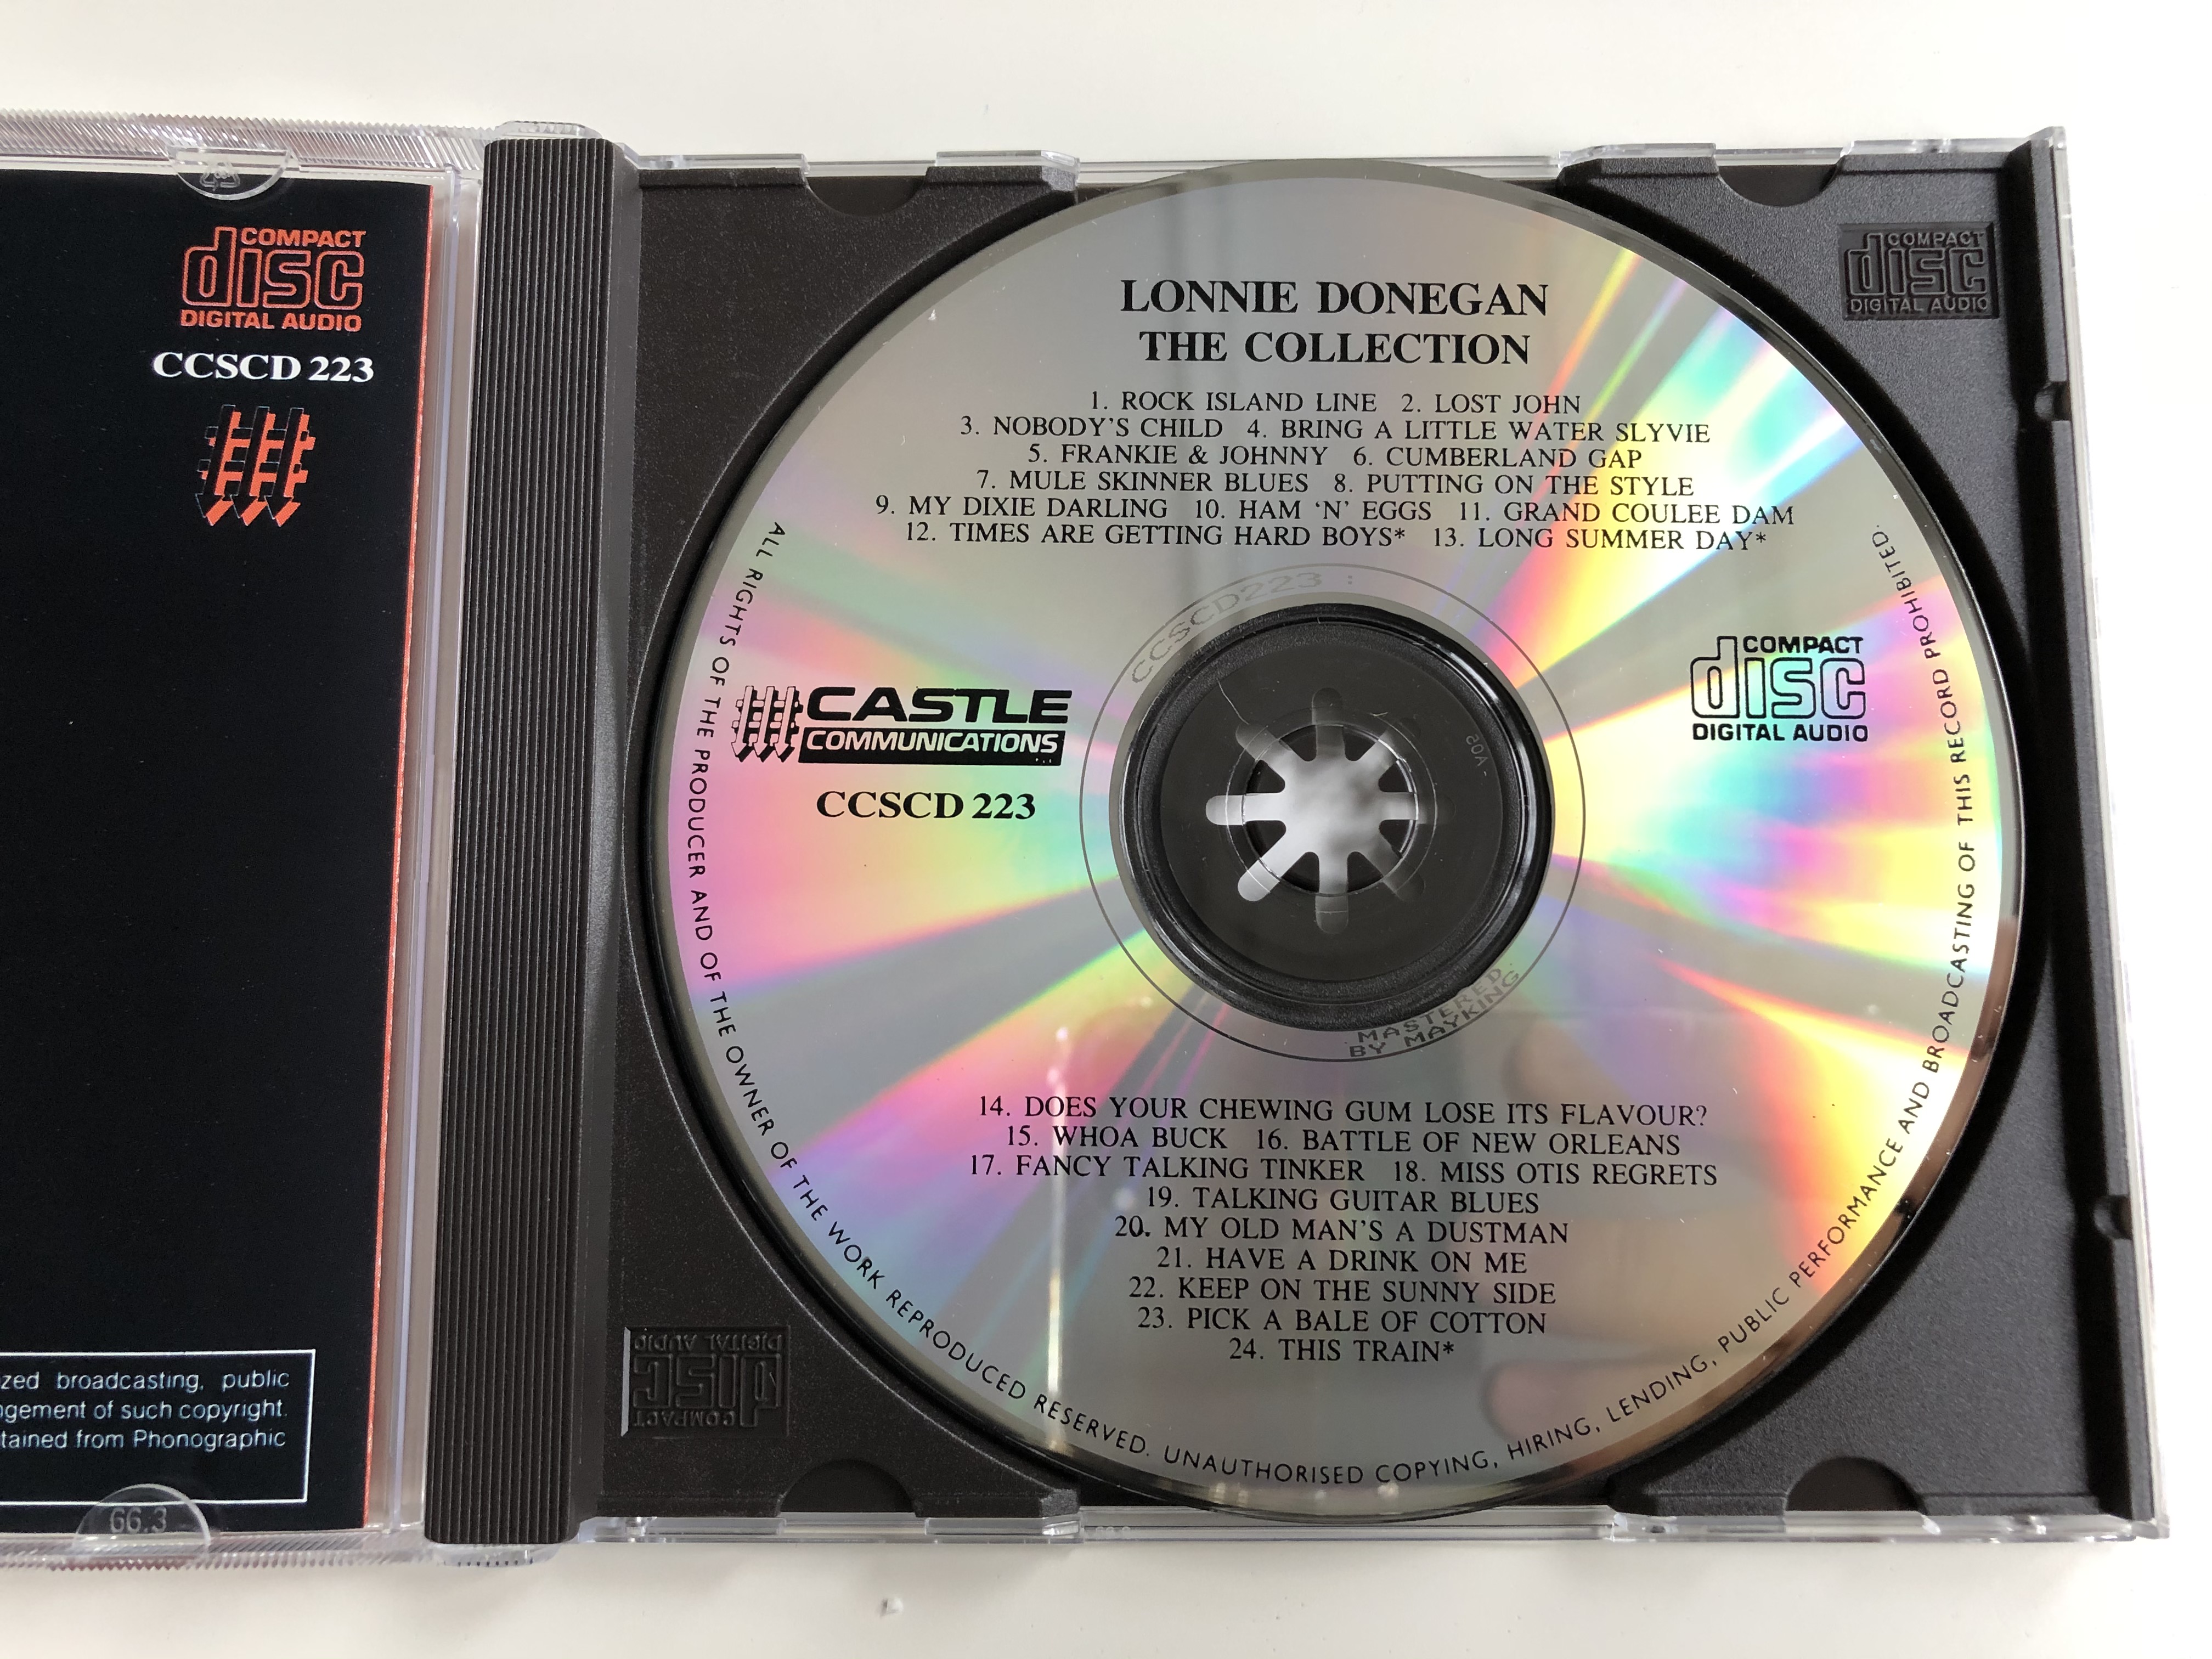 COMPACT
disc
DIGITAL AUDIO
CCSCD 223
zed broadcasting, public
gement of such copyright.
tained from Phonographic
66.3
LONNIE DONEGAN
THE COLLECTION
1. ROCK ISLAND LINE 2. LOST JOHN
3. NOBODY'S CHILD 4. BRING A LITTLE WATER SLYVIE
5. FRANKIE & JOHNNY 6. CUMBERLAND GAP
7. MULE SKINNER BLUES 8. PUTTING ON THE STYLE
9. MY DIXIE DARLING 10. HAM 'N' EGGS 11. GRAND COULEE DAM
12. TIMES ARE GETTING HARD BOYS* 13. LONG SUMMER DAY*
CCSCD223 :
CASTLE
COMMUNICATIONS
CCSCD 223
COMPACT
disc
DIGITAL AUDIO
MASTERED
BY MAYKING
14. DOES YOUR CHEWING GUM LOSE ITS FLAVOUR?
15. WHOA BUCK 16. BATTLE OF NEW ORLEANS
17. FANCY TALKING TINKER 18. MISS OTIS REGRETS
19. TALKING GUITAR BLUES
20. MY OLD MAN'S A DUSTMAN
21. HAVE A DRINK ON ME
22. KEEP ON THE SUNNY SIDE
23. PICK A BALE OF COTTON
24. THIS TRAIN*
ALL RIGHTS OF THE PRODUCER AND OF THE OWNER OF THE WORK REPRODUCED RESERVED. UNAUTHORISED COPYING, HIRING, LENDING, PUBLIC PERFORMANCE AND BROADCASTING OF THIS RECORD PROHIBITED.
COMPACT
disc
DIGITAL AUDIO
COMPACT
disc
DIGITAL AUDIO